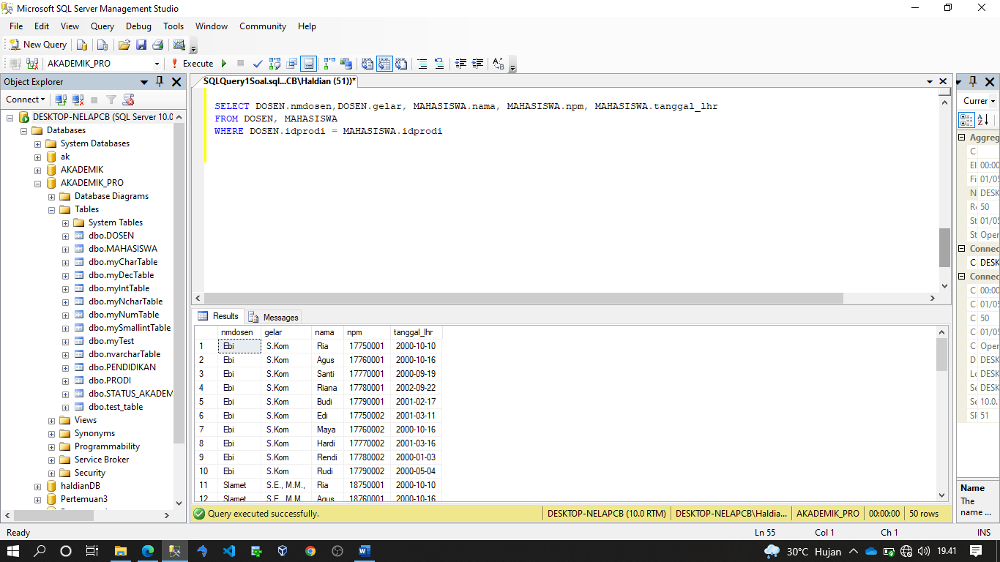 Microsoft SQL Server Management Studio
File Edit View Query Debug Tools Window Community Help
New Query
AKADEMIK_PRO Execute
Object Explorer
Connect
DESKTOP-NELAPCB (SQL Server 10.0
Databases
System Databases
ak
AKADEMIK
AKADEMIK_PRO
Database Diagrams
Tables
System Tables
dbo.DOSEN
dbo.MAHASISWA
dbo.myCharTable
dbo.myDecTable
dbo.myIntTable
dbo.myNcharTable
dbo.myNumTable
dbo.mySmallintTable
dbo.myTest
dbo.nvarcharTable
dbo.PENDIDIKAN
dbo.PRODI
dbo.STATUS_AKADEM
dbo.test_table
Views
Synonyms
Programmability
Service Broker
Security
haldianDB
Pertemuan3
SQLQuery1Soal.sql...CB\Haldian (51))*
SELECT DOSEN.nmdosen,DOSEN.gelar, MAHASISWA.nama, MAHASISWA.npm, MAHASISWA.tanggal_lhr
FROM DOSEN, MAHASISWA
WHERE DOSEN.idprodi = MAHASISWA.idprodi
Results Messages
nmdosen gelar nama npm tanggal_lhr
1 Ebi S.Kom Ria 17750001 2000-10-10
2 Ebi S.Kom Agus 17760001 2000-10-16
3 Ebi S.Kom Santi 17770001 2000-09-19
4 Ebi S.Kom Riana 17780001 2002-09-22
5 Ebi S.Kom Budi 17790001 2001-02-17
6 Ebi S.Kom Edi 17750002 2001-03-11
7 Ebi S.Kom Maya 17760002 2000-10-16
8 Ebi S.Kom Hardi 17770002 2001-03-16
9 Ebi S.Kom Rendi 17780002 2000-01-03
10 Ebi S.Kom Rudi 17790002 2000-05-04
11 Slamet S.E., M.M., Ria 18750001 2000-10-10
12 Slamet S.E., M.M. Agus 18760001 2000-10-16
Query executed successfully. DESKTOP-NELAPCB (10.0 RTM) DESKTOP-NELAPCB\Haldia... AKADEMIK_PRO 00:00:00 50 rows
Currer
Aggreg
C
El 00:00
Fi 01/05
N DESK
Re 50
St 01/05
St Oper
Connec
C DESK
Connec
C 00:00
C 01/05
C 50
C 01/05
C Oper
D DESK
Lo DESK
Se DESK
Se 10.0.
SF 51
Name
The
name ...
Ready Ln 55 Col 1 Ch 1 INS
30°C Hujan 19.41